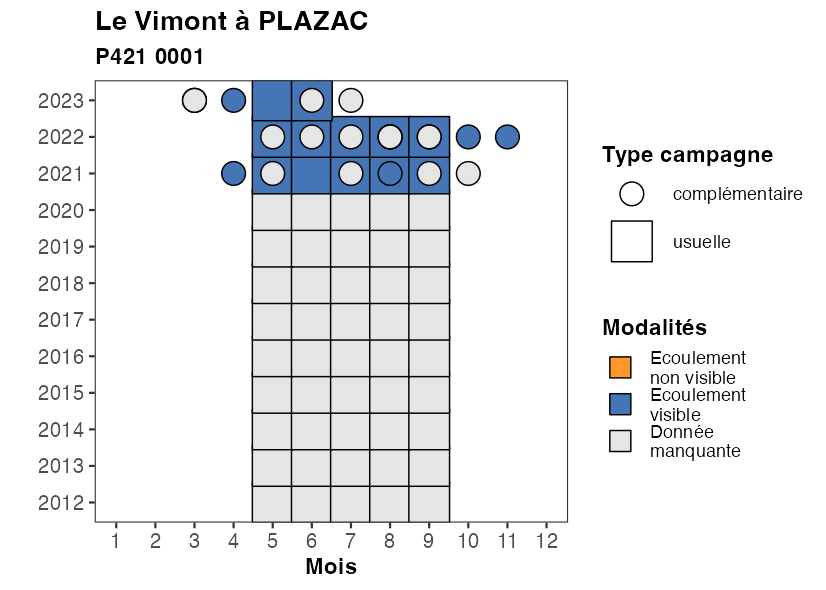 Le Vimont à PLAZAC
P421 0001
2023
2022
2021
2020
2019
2018
2017
2016
2015
2014
2013
2012
1 2 3 4 5 6 7 8 9 10 11 12
Mois
Type campagne
complémentaire
usuelle
Modalités
Ecoulement
non visible
Ecoulement
visible
Donnée
manquante